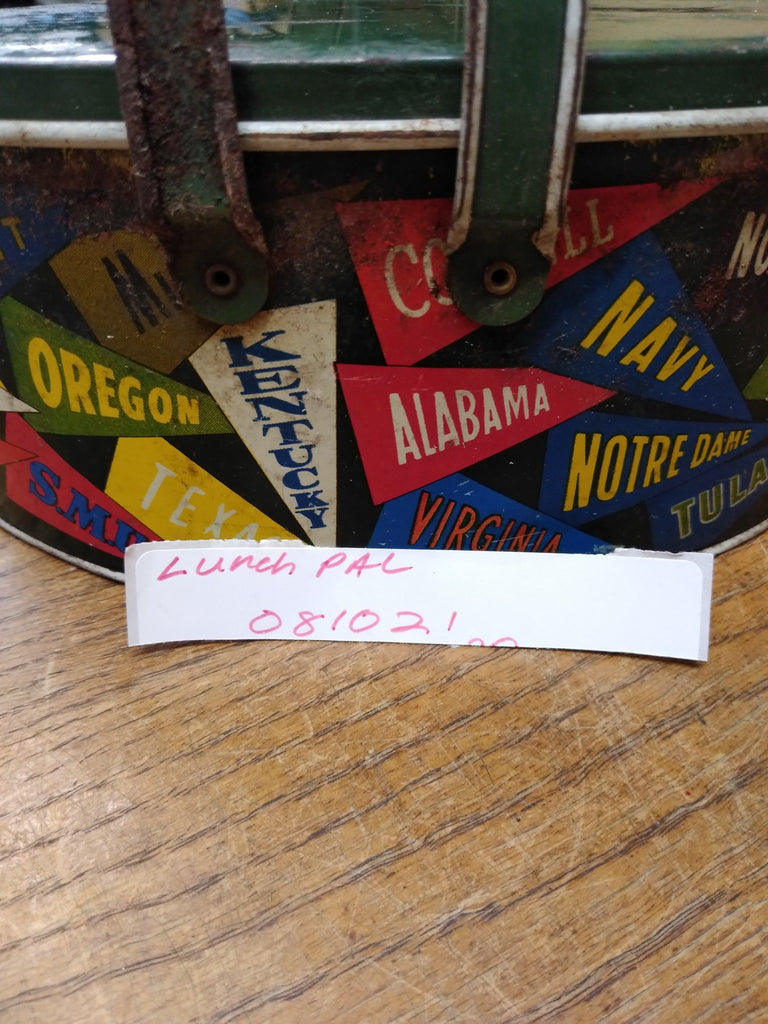 OREGON
KENTUCKY
ALABAMA
NAVY
NOTRE DAME
S.M.U.
VIRGINIA
Lunch PAL
081021